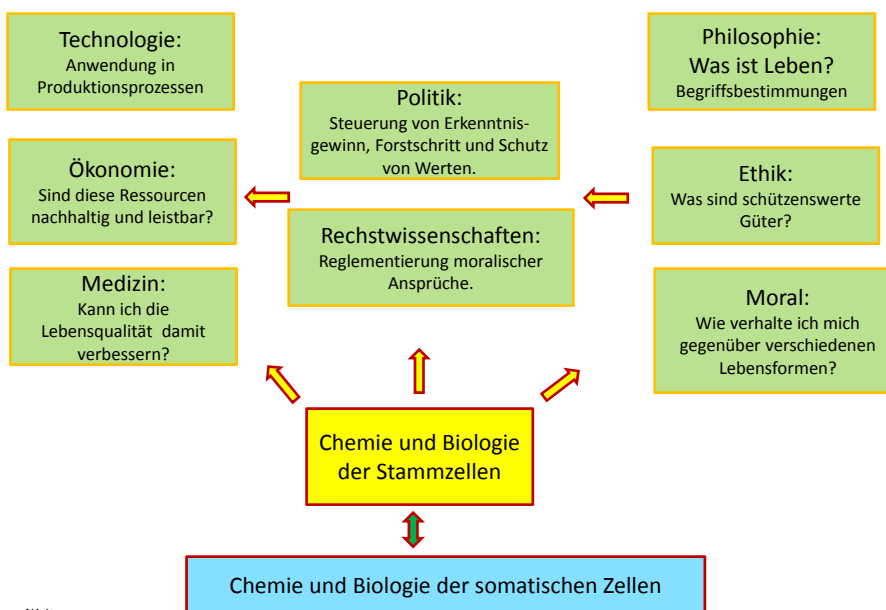 Technologie:
Anwendung in
Produktionsprozessen
Ökonomie:
Sind diese Ressourcen
nachhaltig und leistbar?
Medizin:
Kann ich die
Lebensqualität damit
verbessern?
Politik:
Steuerung von Erkenntnis-
gewinn, Forstschritt und Schutz
von Werten.
Rechstwissenschaften:
Reglementierung moralischer
Ansprüche.
Philosophie:
Was ist Leben?
Begriffsbestimmungen
Ethik:
Was sind schützenswerte
Güter?
Moral:
Wie verhalte ich mich
gegenüber verschiedenen
Lebensformen?
Chemie und Biologie
der Stammzellen
Chemie und Biologie der somatischen Zellen